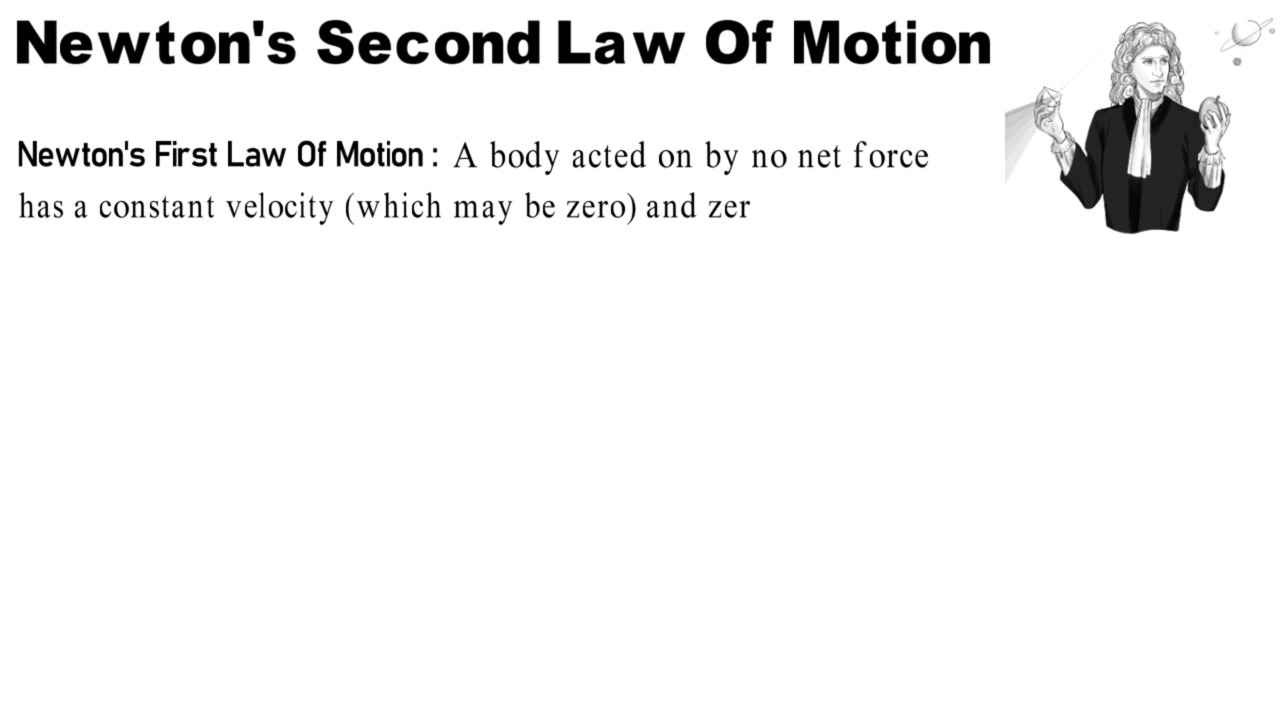 Newton's Second Law Of Motion
Newton's First Law Of Motion : A body acted on by no net force
has a constant velocity (which may be zero) and zer